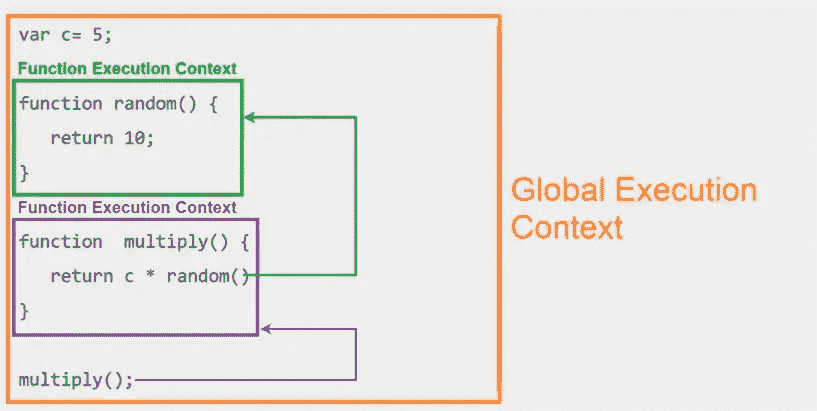 var c= 5;
Function Execution Context
function random() {
return 10;
}
Function Execution Context
function multiply() {
return c * random()
}
multiply();
Global Execution
Context